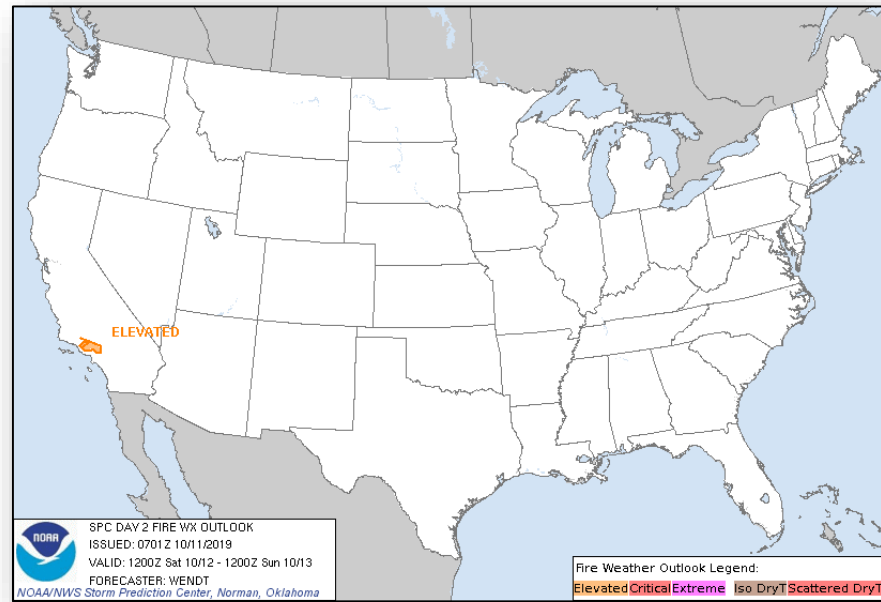 ELEVATED
NOAA
SPC DAY 2 FIRE WX OUTLOOK
ISSUED: 0701Z 10/11/2019
VALID: 1200Z Sat 10/12 - 1200Z Sun 10/13
FORECASTER: WENDT
NOAA/NWS Storm Prediction Center, Norman, Oklahoma
Fire Weather Outlook Legend:
Elevated Critical Extreme Iso DryT Scattered DryT